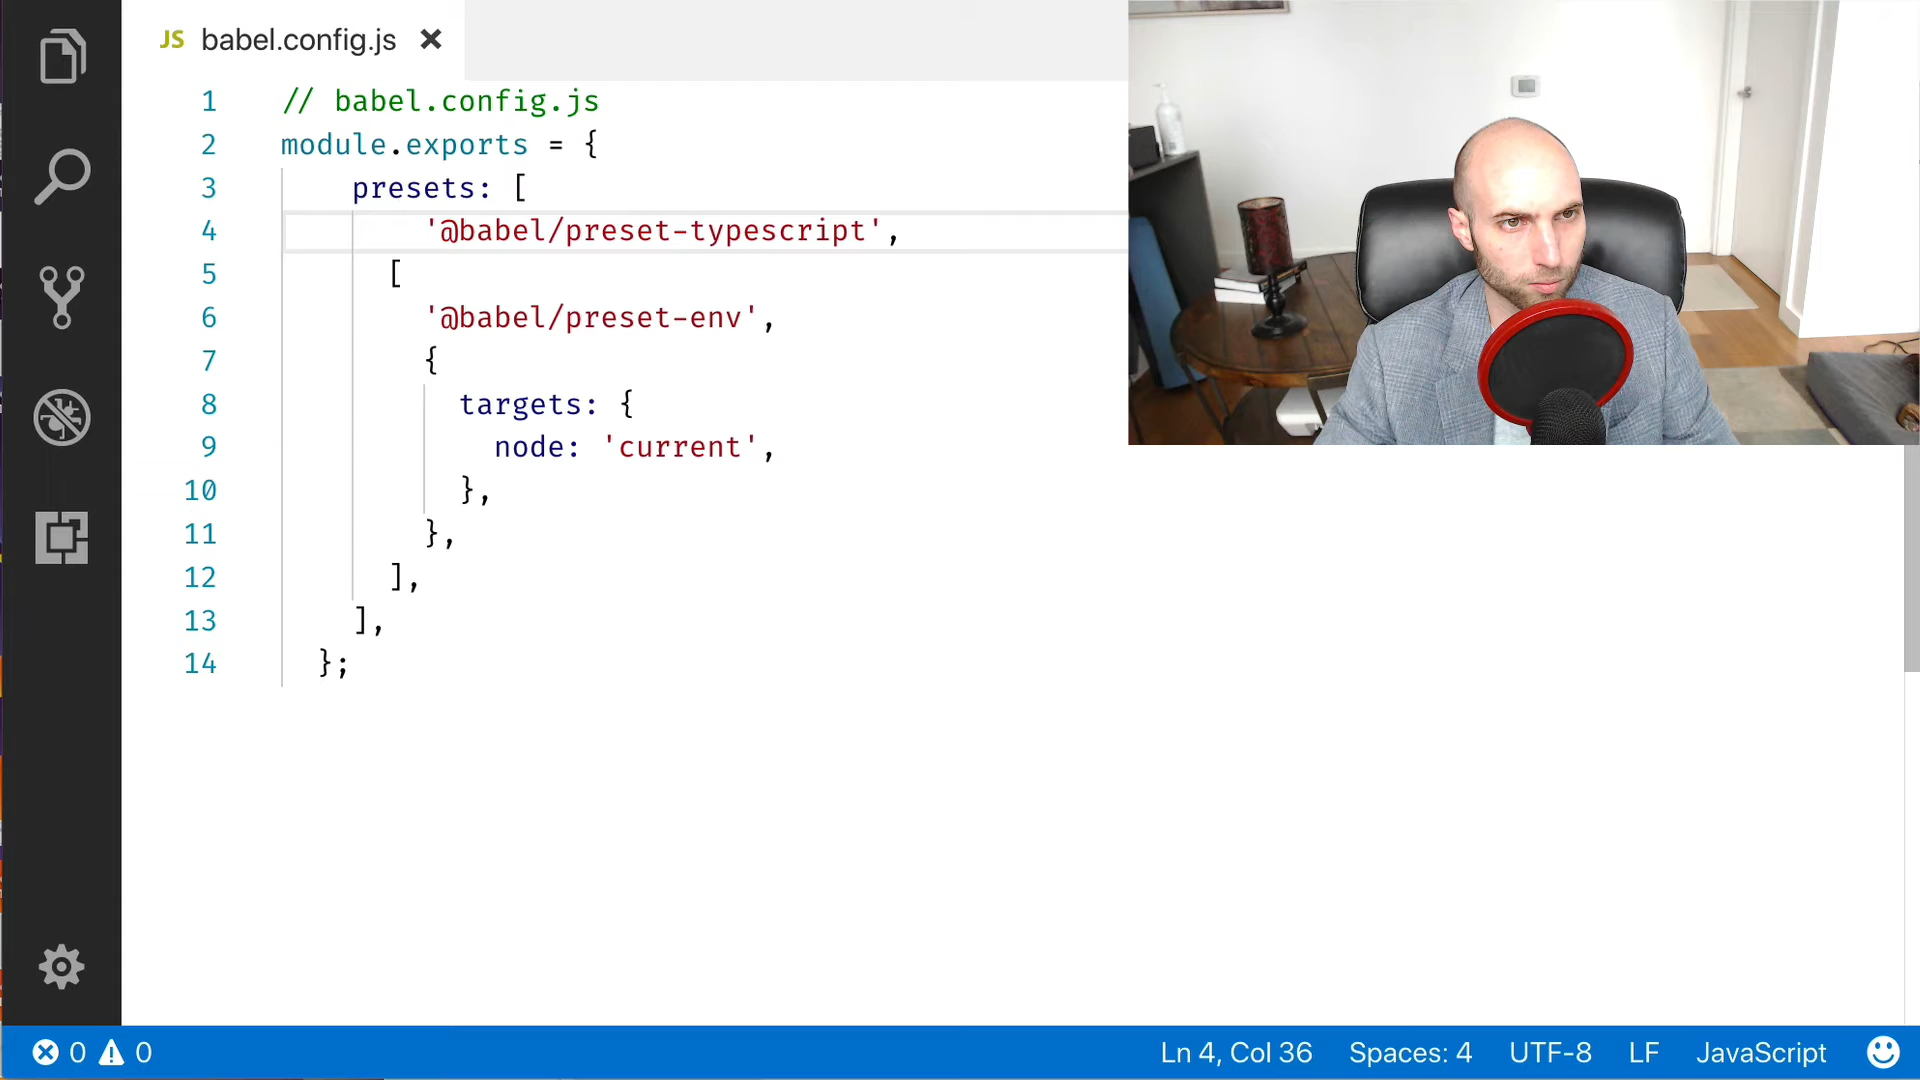 JS babel.config.js
1 // babel.config.js
2 module.exports = {
3 presets: [
4 '@babel/preset-typescript',
5 [
6 '@babel/preset-env',
7 {
8 targets: {
9 node: 'current',
10 },
11 },
12 ],
13 ],
14 };
0 0 Ln 4, Col 36 Spaces: 4 UTF-8 LF JavaScript